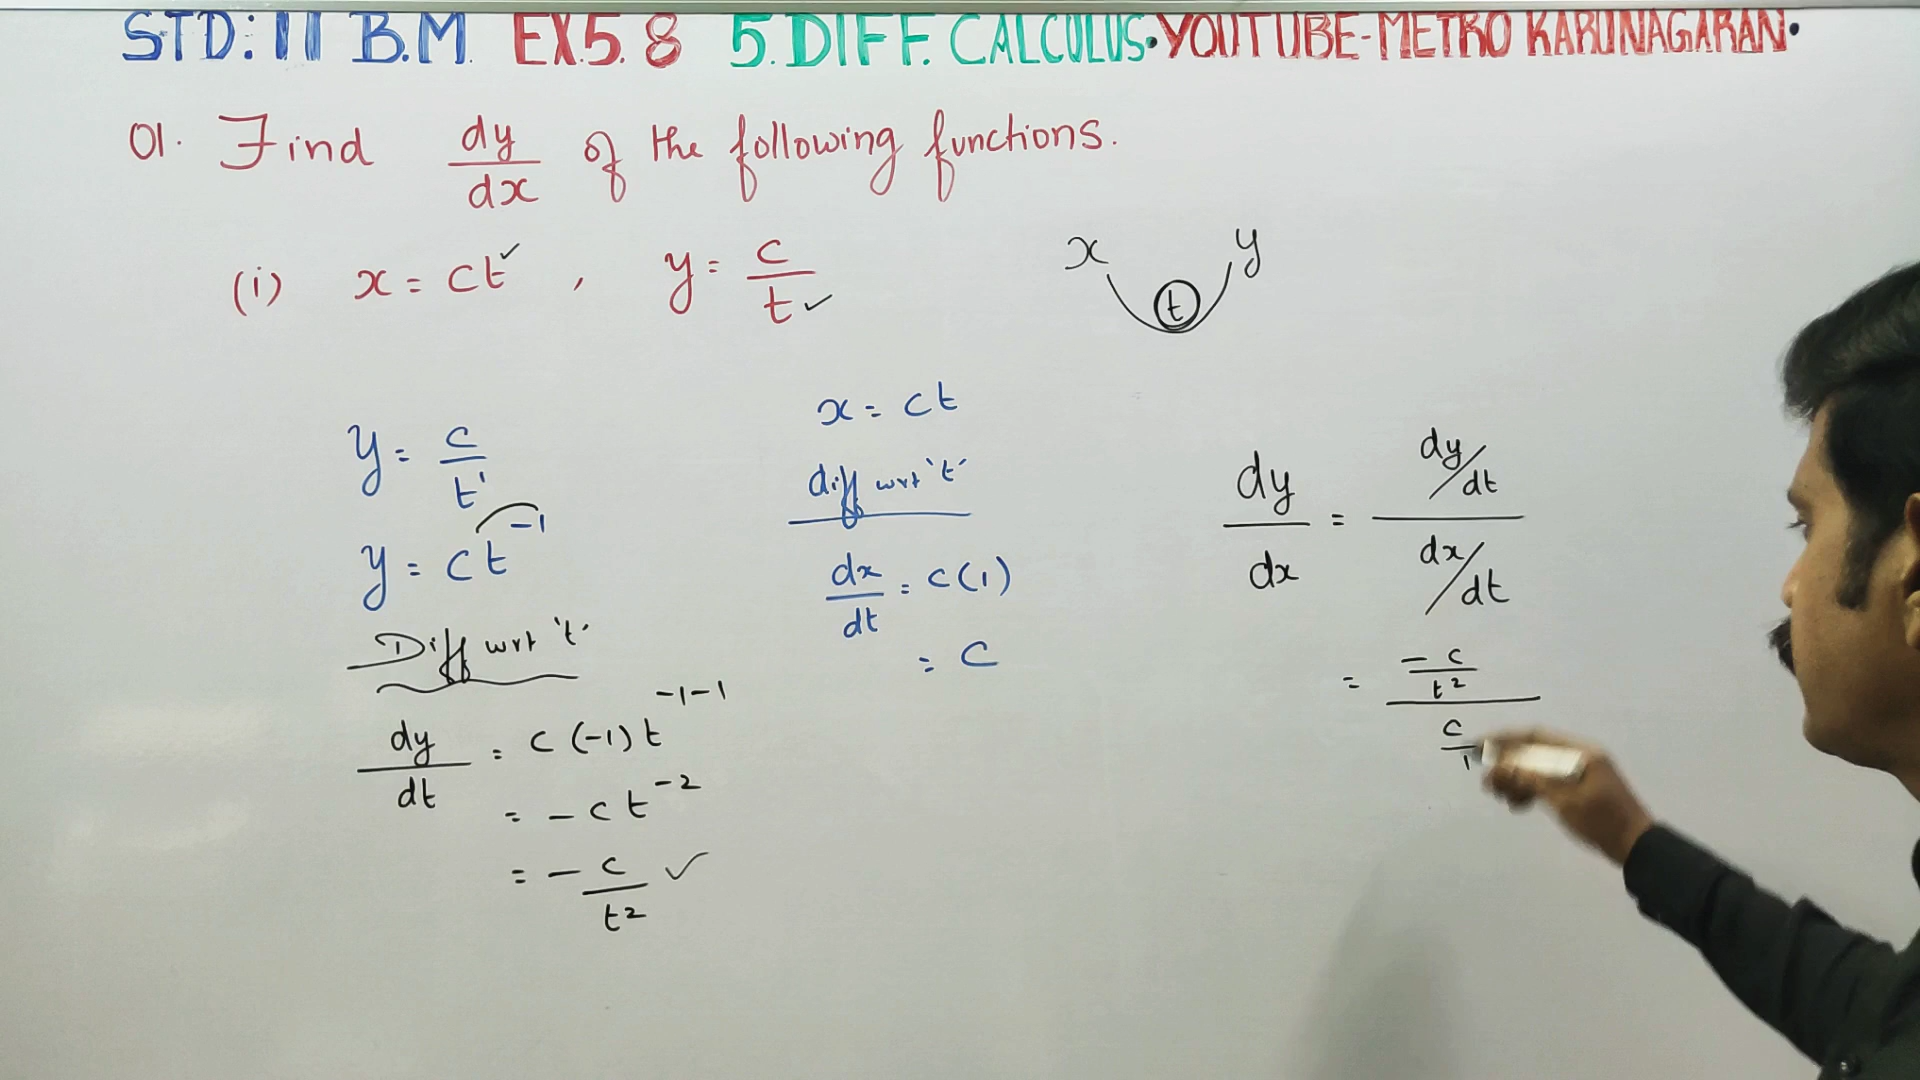 STD: 11 B.M. EX5.8 5. DIFF. CALCULUS • YOUTUBE-METRO KARUNAGARAN •
01. Find dy/dx of the following functions.
(i) x = ct ✓ , y = c/t ✓
x y
t
y = c/t¹
y = ct⁻¹
Diff wrt 't'
dy/dt = c(-1)t⁻¹⁻¹
= -ct⁻²
= -c/t² ✓
x = ct
diff wrt 't'
dx/dt = c(1)
= c
dy/dx = (dy/dt)/(dx/dt)
= (-c/t²)/(c/1)